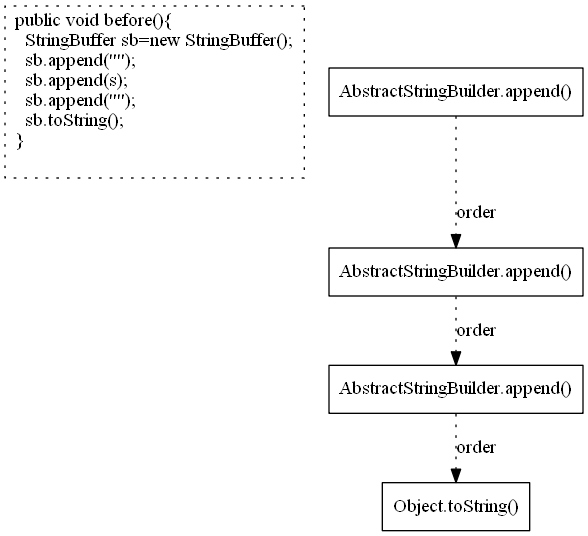 public void before(){
StringBuffer sb=new StringBuffer();
sb.append("");
sb.append(s);
sb.append("");
sb.toString();
}
AbstractStringBuilder.append()
order
AbstractStringBuilder.append()
order
AbstractStringBuilder.append()
order
Object.toString()